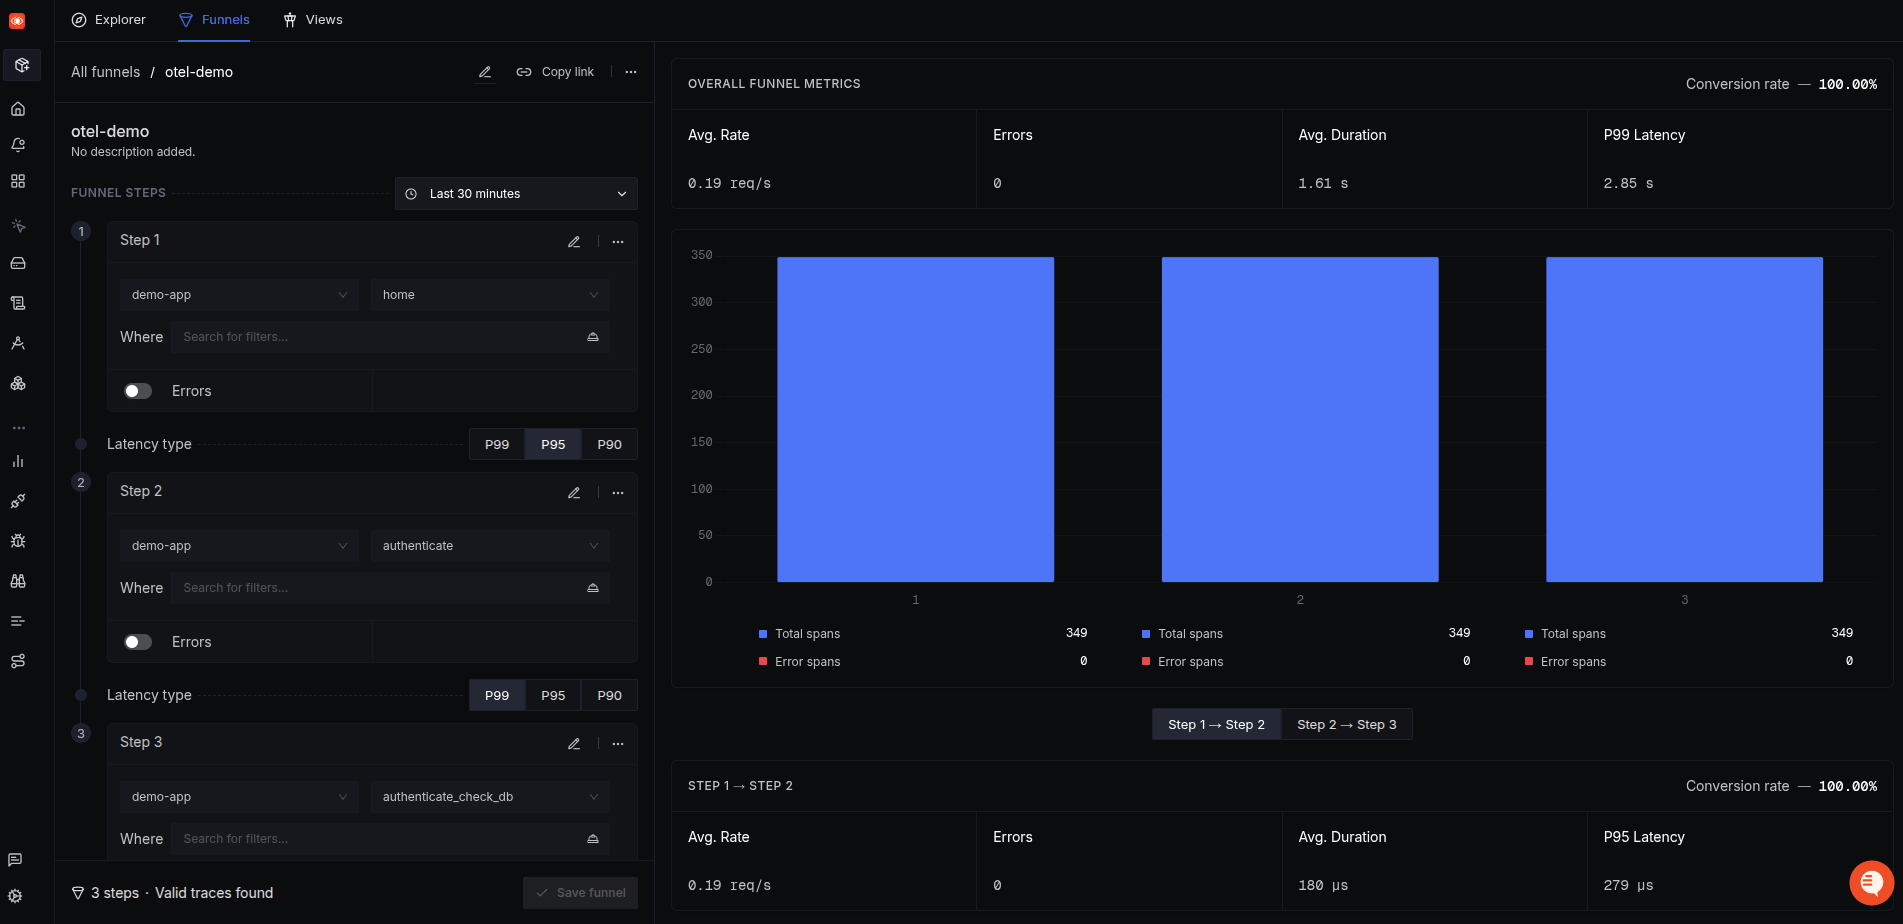 Explorer
Funnels
Views
All funnels / otel-demo
Copy link
otel-demo
No description added.
FUNNEL STEPS
Last 30 minutes
1
Step 1
demo-app
home
Where
Search for filters...
Errors
Latency type
P99
P95
P90
2
Step 2
demo-app
authenticate
Where
Search for filters...
Errors
Latency type
P99
P95
P90
3
Step 3
demo-app
authenticate_check_db
Where
Search for filters...
3 steps · Valid traces found
Save funnel
OVERALL FUNNEL METRICS
Conversion rate — 100.00%
Avg. Rate
Errors
Avg. Duration
P99 Latency
0.19 req/s
0
1.61 s
2.85 s
350
300
250
200
150
100
50
0
1
2
3
Total spans 349
Error spans 0
Total spans 349
Error spans 0
Total spans 349
Error spans 0
Step 1 → Step 2
Step 2 → Step 3
STEP 1 → STEP 2
Conversion rate — 100.00%
Avg. Rate
Errors
Avg. Duration
P95 Latency
0.19 req/s
0
180 µs
279 µs